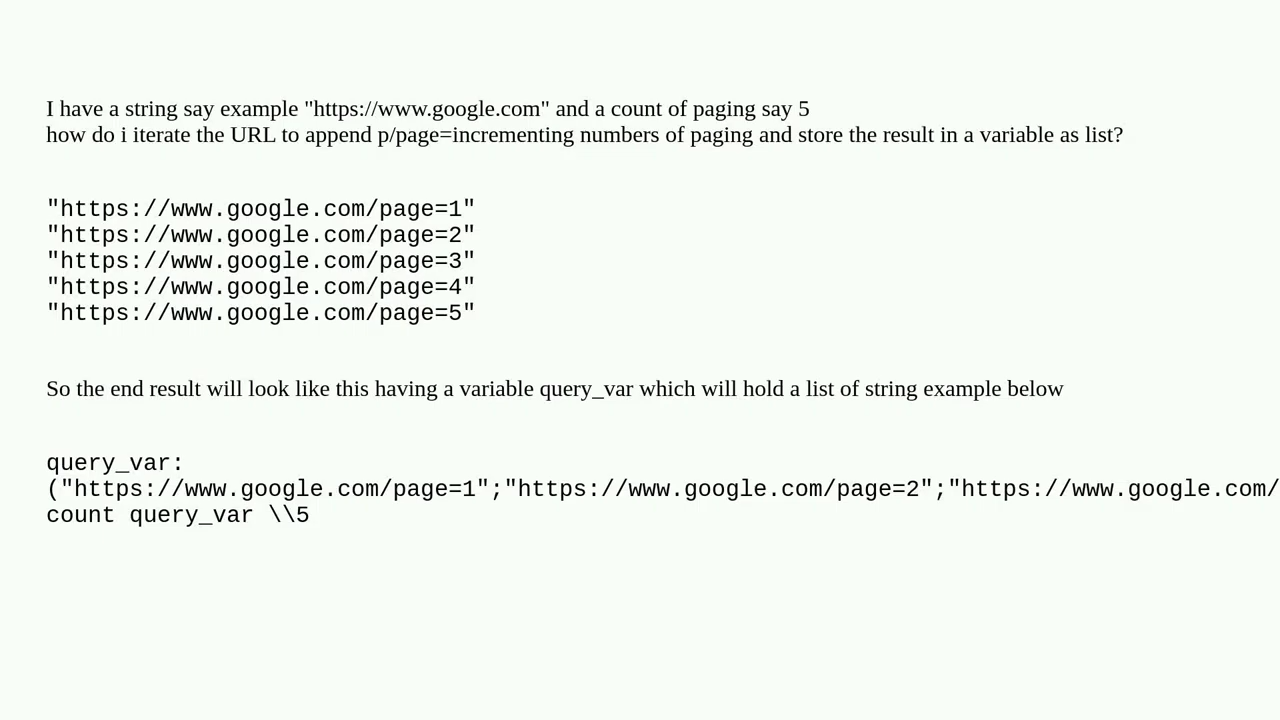 I have a string say example "https://www.google.com" and a count of paging say 5
how do i iterate the URL to append p/page=incrementing numbers of paging and store the result in a variable as list?
"https://www.google.com/page=1"
"https://www.google.com/page=2"
"https://www.google.com/page=3"
"https://www.google.com/page=4"
"https://www.google.com/page=5"
So the end result will look like this having a variable query_var which will hold a list of string example below
query_var:
("https://www.google.com/page=1";"https://www.google.com/page=2";"https://www.google.com/
count query_var \\5